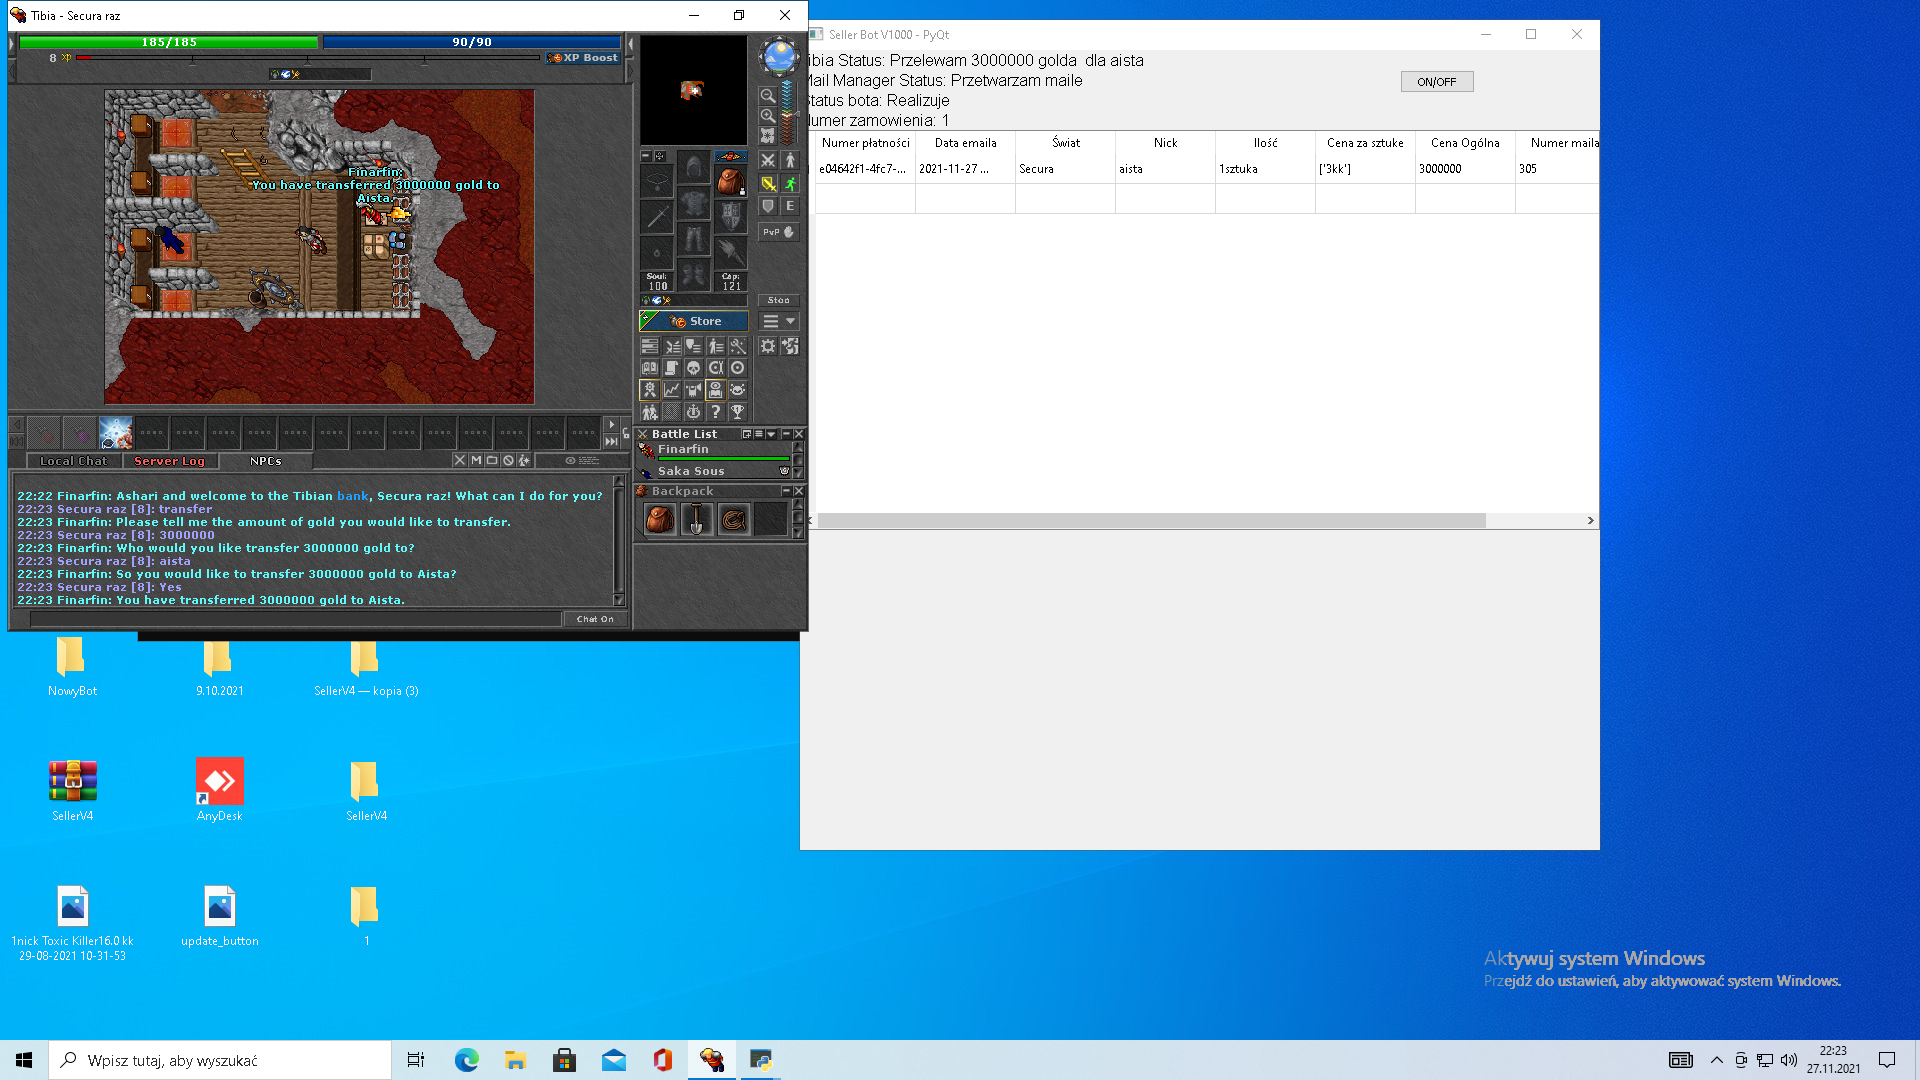 Tibia - Secura raz
185/185
90/90
8 XP
XP Boost
Finarfin:
You have transferred 3000000 gold to
Aista.
Soul:
100
Cap:
121
E
PvP
Stop
Store
Battle List
Finarfin
Saka Sous
Backpack
Local Chat
Server Log
NPCs
22:22 Finarfin: Ashari and welcome to the Tibian bank, Secura raz! What can I do for you?
22:23 Secura raz [8]: transfer
22:23 Finarfin: Please tell me the amount of gold you would like to transfer.
22:23 Secura raz [8]: 3000000
22:23 Finarfin: Who would you like transfer 3000000 gold to?
22:23 Secura raz [8]: aista
22:23 Finarfin: So you would like to transfer 3000000 gold to Aista?
22:23 Secura raz [8]: Yes
22:23 Finarfin: You have transferred 3000000 gold to Aista.
Chat On
Seller Bot V1000 - PyQt
ibia Status: Przelewam 3000000 golda dla aista
Mail Manager Status: Przetwarzam maile
Status bota: Realizuje
Numer zamowienia: 1
ON/OFF
Numer płatności Data emaila Świat Nick Ilość Cena za sztuke Cena Ogólna Numer maila
e04642f1-4fc7-... 2021-11-27 ... Secura aista 1sztuka ['3kk'] 3000000 305
NowyBot
9.10.2021
SellerV4 — kopia (3)
SellerV4
AnyDesk
SellerV4
1nick Toxic Killer16.0 kk
29-08-2021 10-31-53
update_button
1
Aktywuj system Windows
Przejdź do ustawień, aby aktywować system Windows.
Wpisz tutaj, aby wyszukać
22:23
27.11.2021